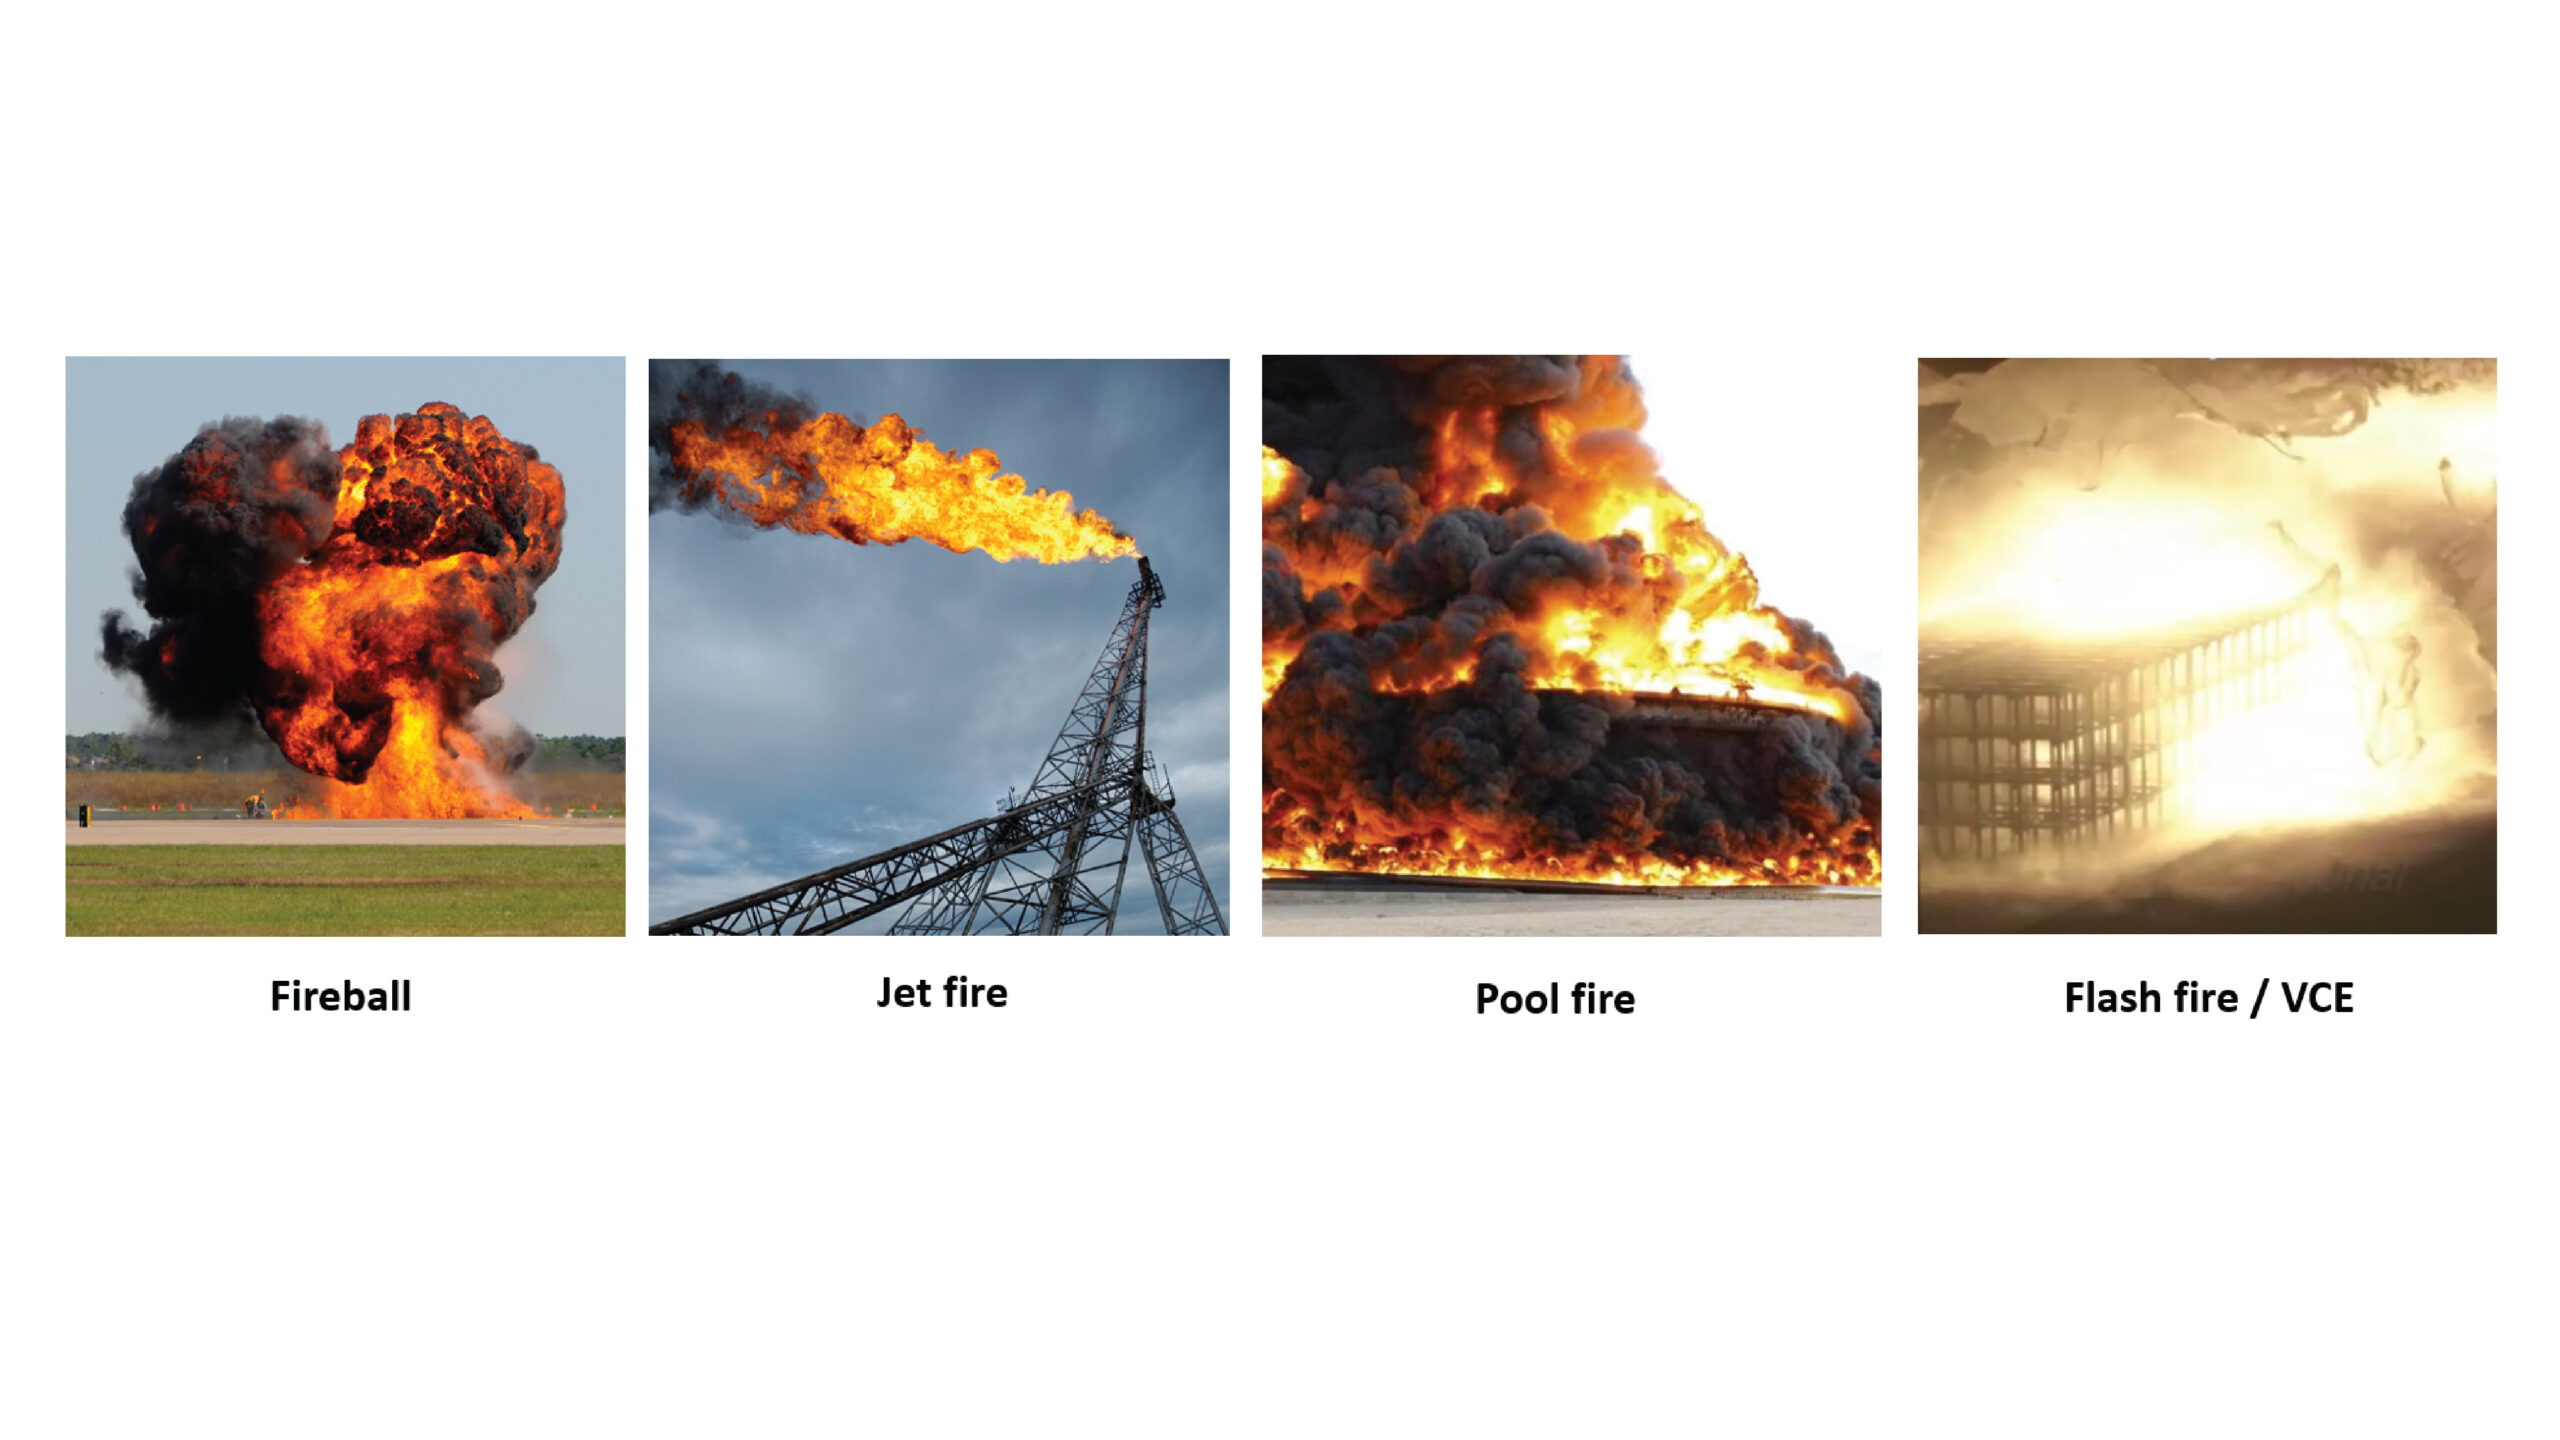 Fireball
Jet fire
Pool fire
Flash fire / VCE